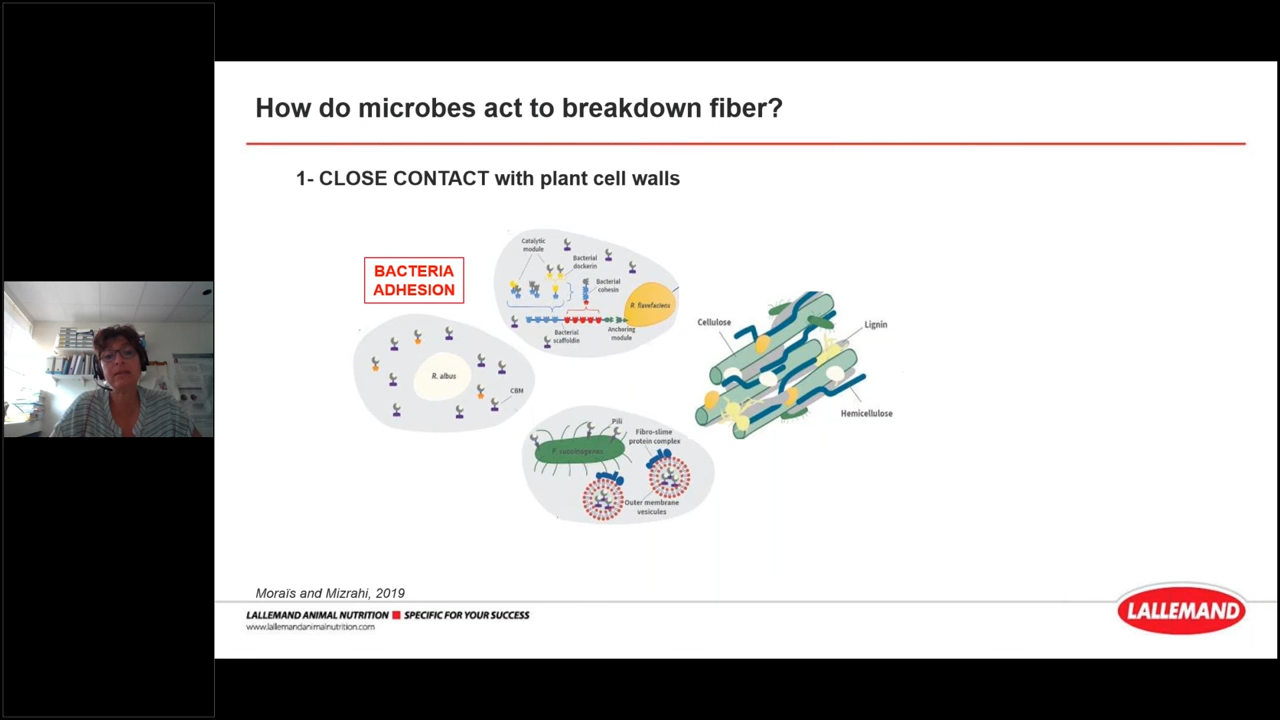 How do microbes act to breakdown fiber?
1- CLOSE CONTACT with plant cell walls
BACTERIA
ADHESION
Catalytic
module
Bacterial
dockerin
Bacterial
cohesin
R. flavefaciens
Bacterial
scaffoldin
Anchoring
module
R. albus
CBM
Pili
Fibro-slime
protein complex
F. succinogenes
Outer membrane
vesicules
Cellulose
Lignin
Hemicellulose
Moraïs and Mizrahi, 2019
LALLEMAND ANIMAL NUTRITION SPECIFIC FOR YOUR SUCCESS
www.lallemandanimalnutrition.com
LALLEMAND